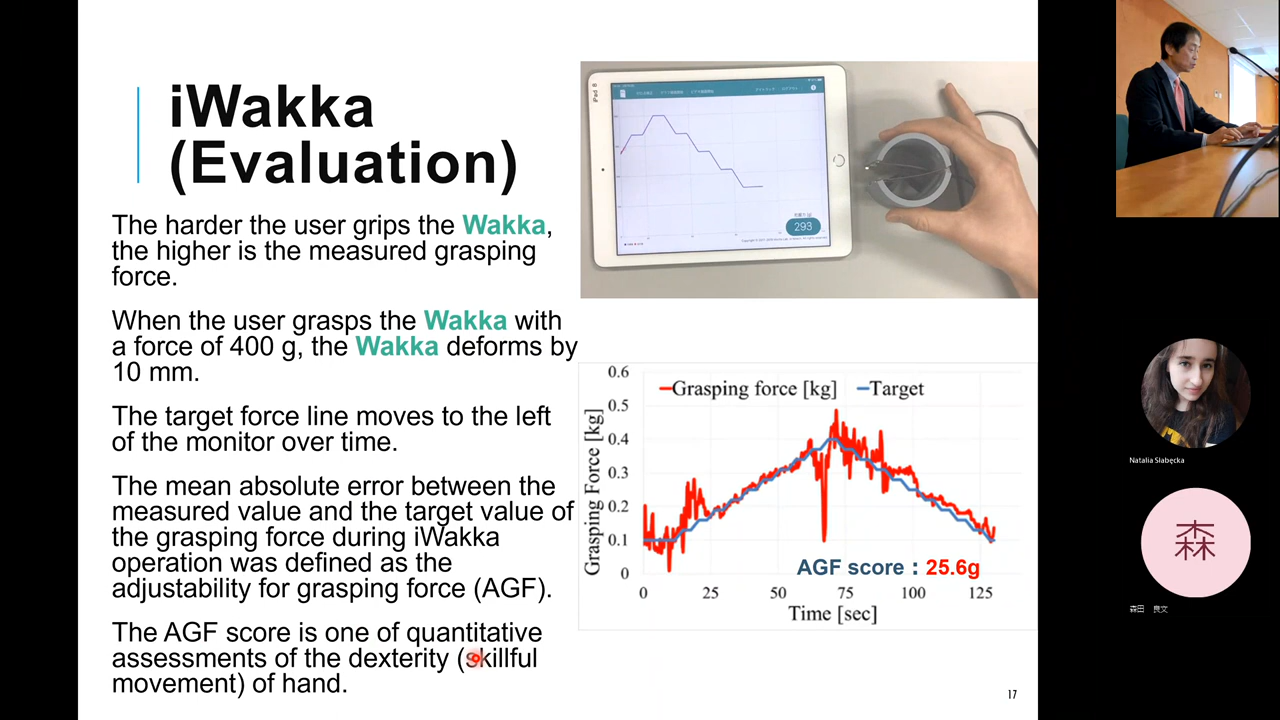 iWakka
(Evaluation)
The harder the user grips the Wakka,
the higher is the measured grasping
force.
When the user grasps the Wakka with
a force of 400 g, the Wakka deforms by
10 mm.
The target force line moves to the left
of the monitor over time.
The mean absolute error between the
measured value and the target value of
the grasping force during iWakka
operation was defined as the
adjustability for grasping force (AGF).
The AGF score is one of quantitative
assessments of the dexterity (skillful
movement) of hand.
iPad 8
293
Grasping force [kg]
Target
Grasping Force [kg]
0.6
0.5
0.4
0.3
0.2
0.1
0
AGF score : 25.6g
0
25
50
75
100
125
Time [sec]
17
Natalia Słabęcka
森
森田 良文